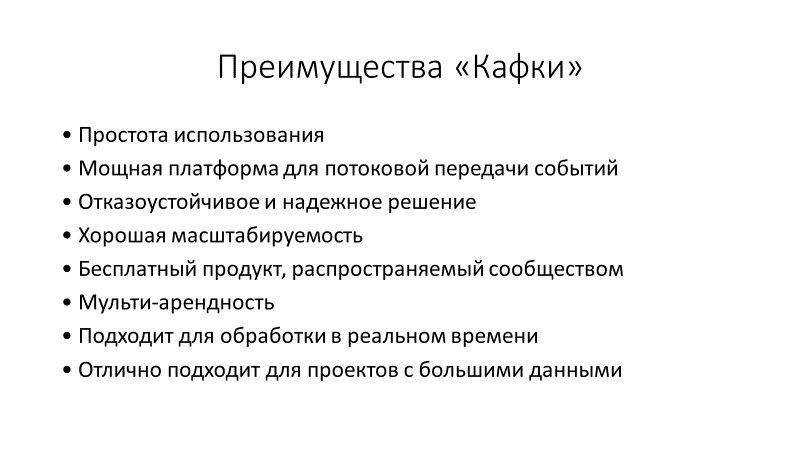 Преимущества «Кафки»
• Простота использования
• Мощная платформа для потоковой передачи событий
• Отказоустойчивое и надежное решение
• Хорошая масштабируемость
• Бесплатный продукт, распространяемый сообществом
• Мульти-арендность
• Подходит для обработки в реальном времени
• Отлично подходит для проектов с большими данными